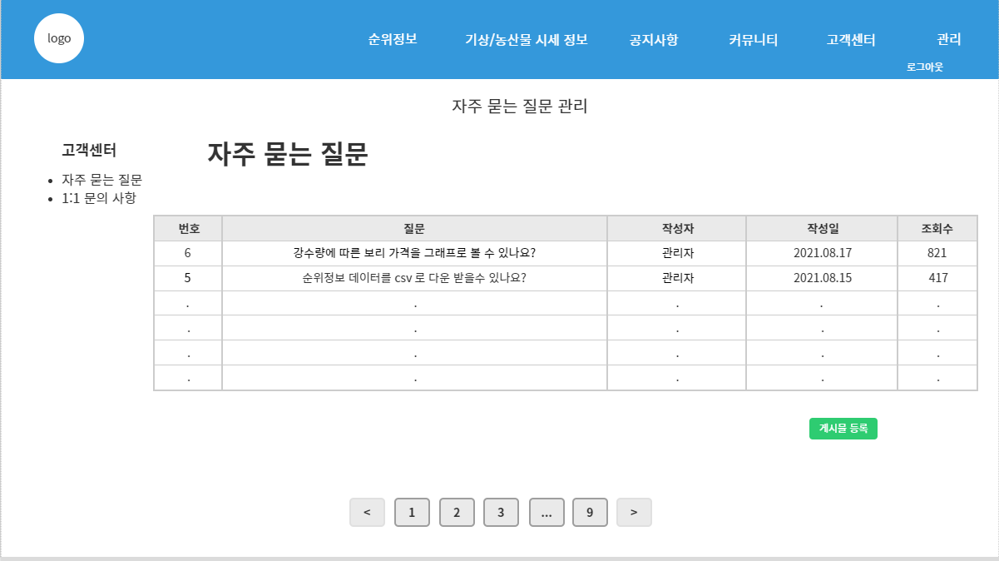 logo
순위정보 기상/농산물 시세 정보 공지사항 커뮤니티 고객센터 관리
로그아웃
자주 묻는 질문 관리
고객센터
• 자주 묻는 질문
• 1:1 문의 사항
자주 묻는 질문
번호 질문 작성자 작성일 조회수
6 강수량에 따른 보리 가격을 그래프로 볼 수 있나요? 관리자 2021.08.17 821
5 순위정보 데이터를 csv 로 다운 받을수 있나요? 관리자 2021.08.15 417
. . . . .
. . . . .
. . . . .
. . . . .
게시물 등록
< 1 2 3 ... 9 >